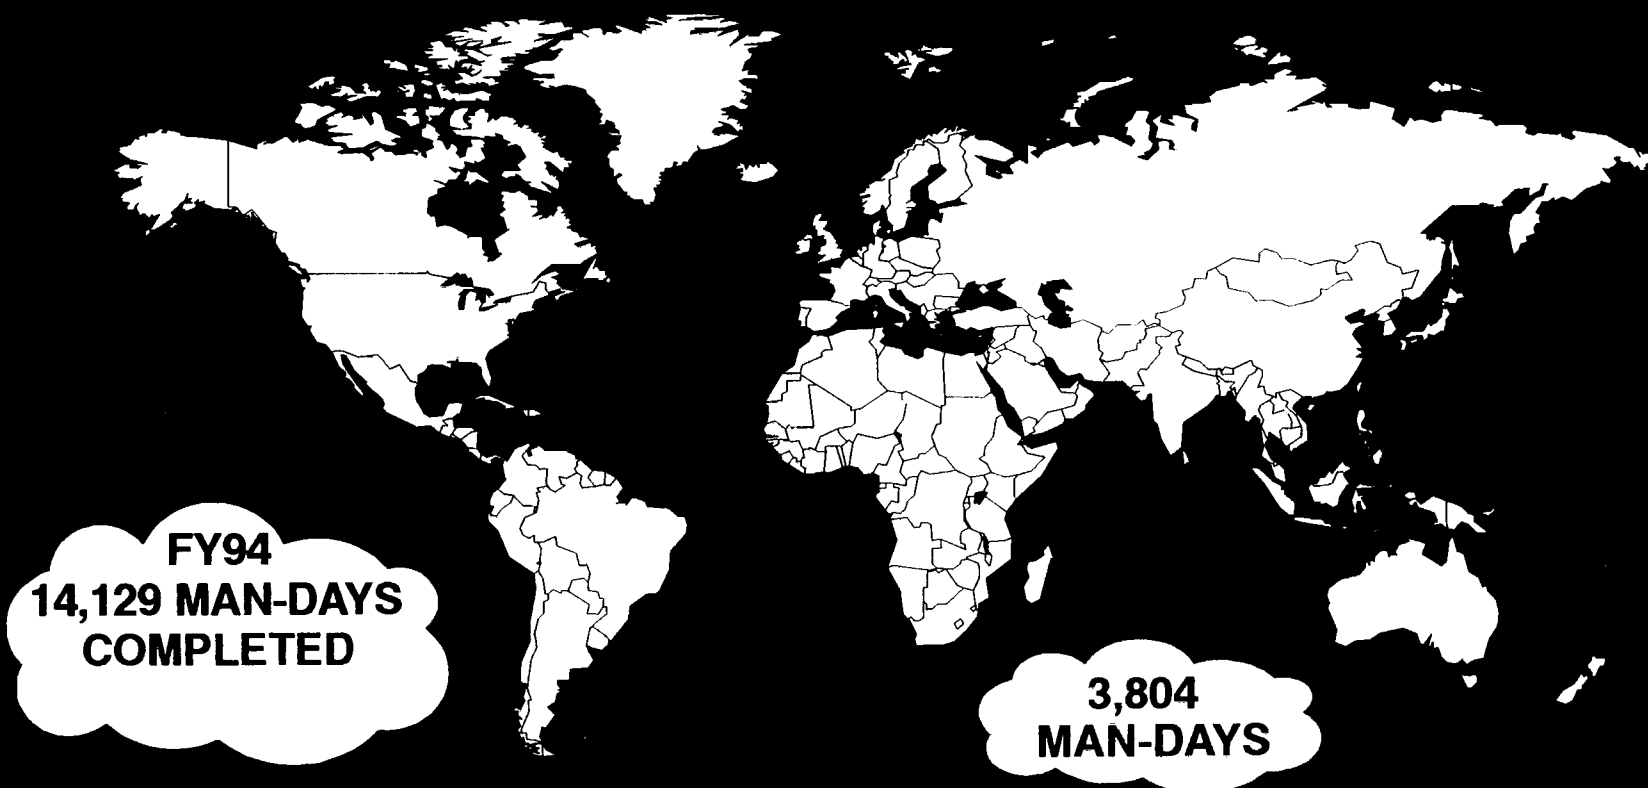 FY94
14,129 MAN-DAYS
COMPLETED
3,804
MAN-DAYS